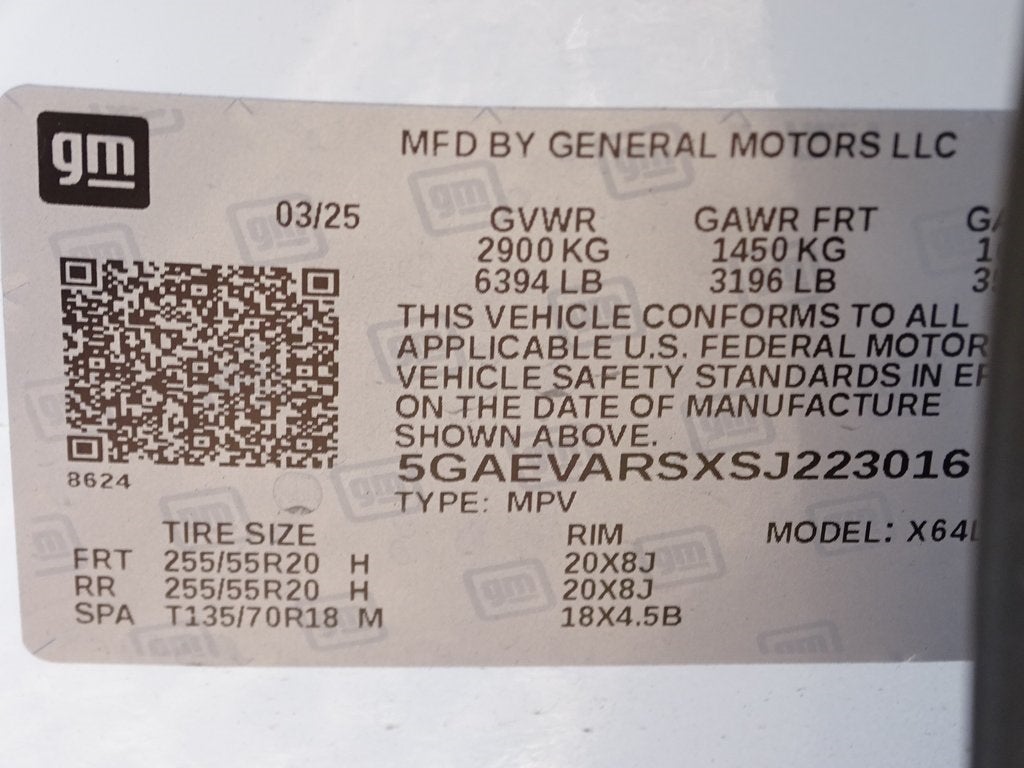 gm
MFD BY GENERAL MOTORS LLC
03/25
GVWR GAWR FRT
2900 KG 1450 KG
6394 LB 3196 LB
THIS VEHICLE CONFORMS TO ALL
APPLICABLE U.S. FEDERAL MOTOR
VEHICLE SAFETY STANDARDS IN
ON THE DATE OF MANUFACTURE
SHOWN ABOVE.
5GAEVARSXSJ223016
8624
TYPE: MPV
TIRE SIZE RIM MODEL:
FRT 255/55R20 H 20X8J
RR 255/55R20 H 20X8J
SPA T135/70R18 M 18X4.5B